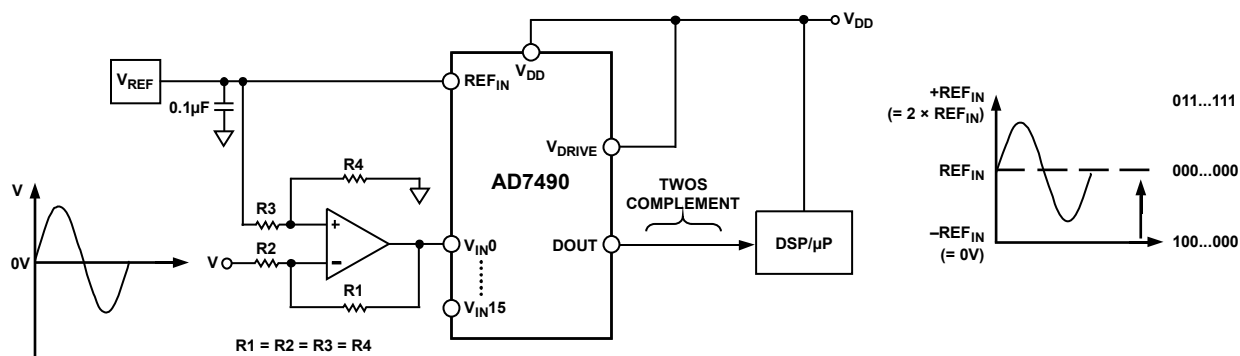 V_REF
0.1µF
V
0V
R3
R4
R2
V
R1
+
–
R1 = R2 = R3 = R4
REF_IN
V_DD
V_DRIVE
AD7490
V_IN0
V_IN15
DOUT
V_DD
TWOS
COMPLEMENT
DSP/µP
+REF_IN
(= 2 × REF_IN)
011...111
REF_IN
000...000
–REF_IN
(= 0V)
100...000